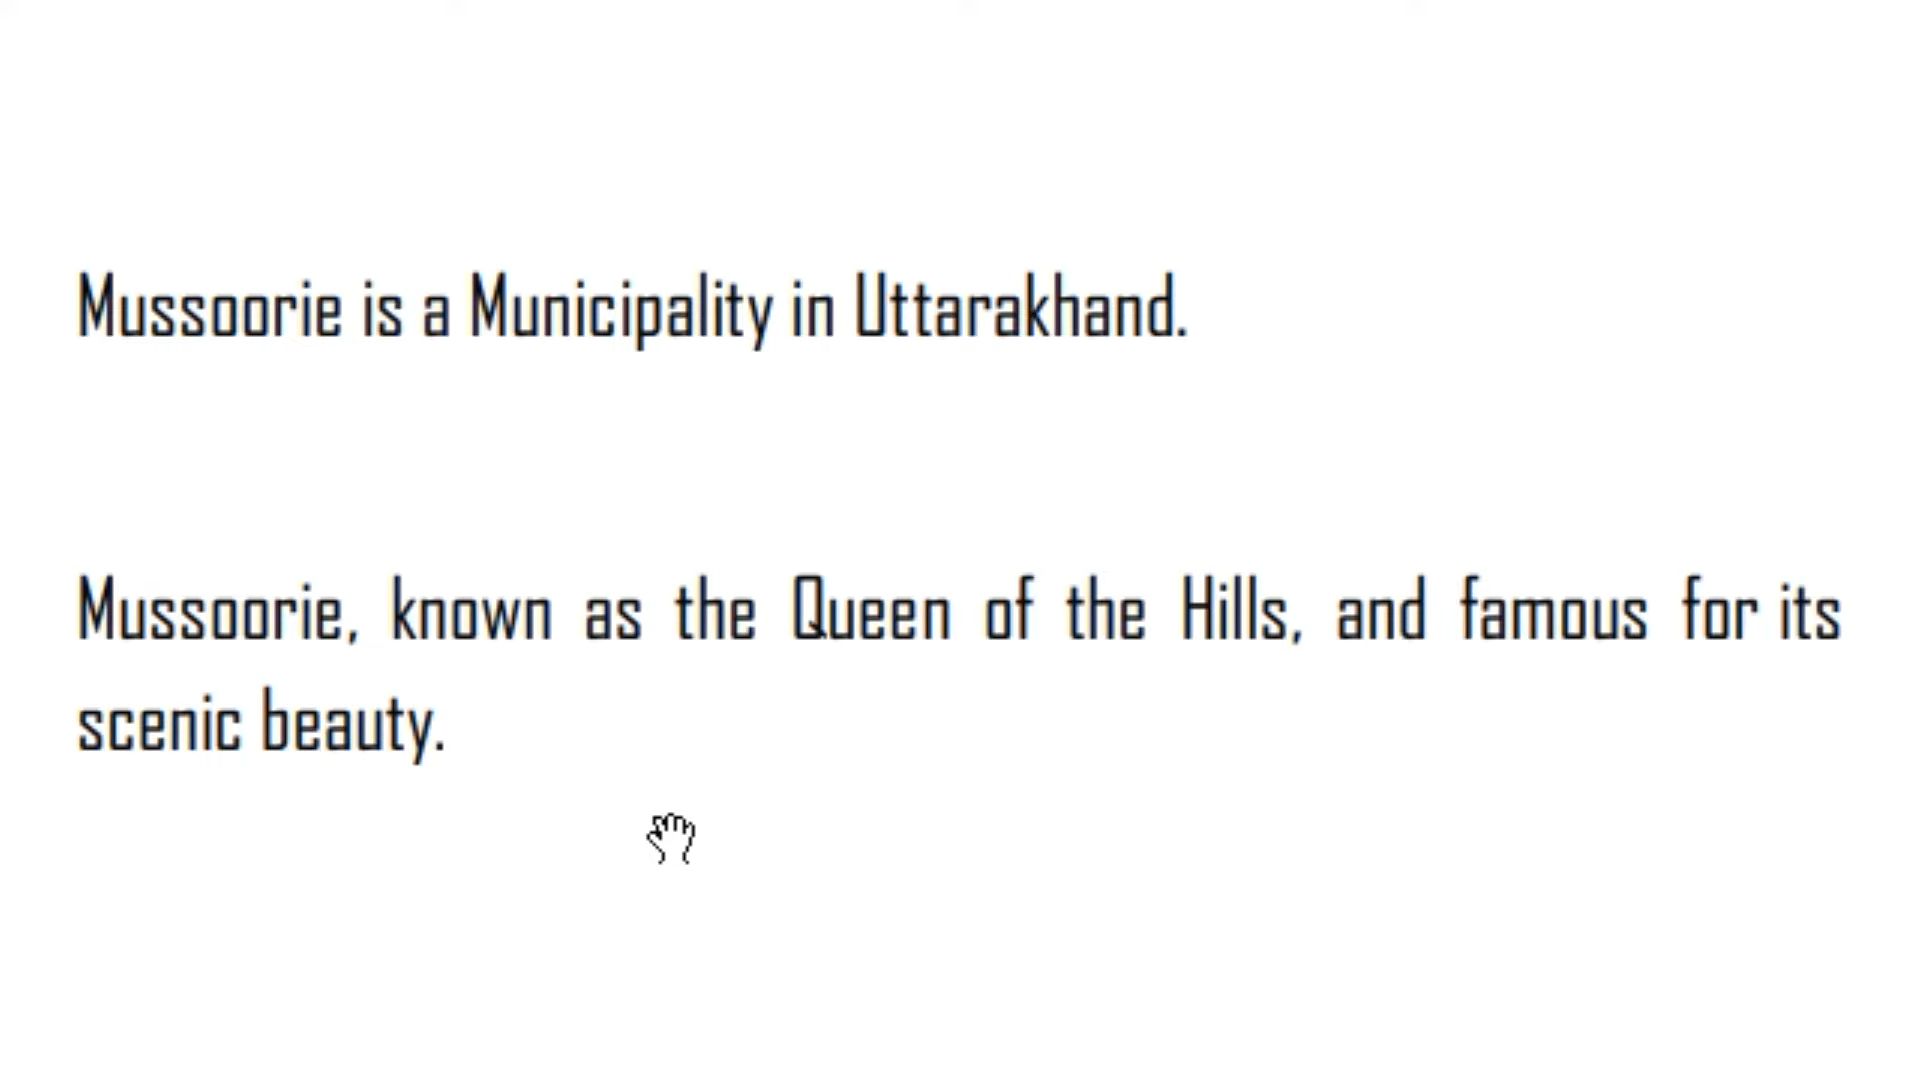 Mussoorie is a Municipality in Uttarakhand.
Mussoorie, known as the Queen of the Hills, and famous for its
scenic beauty.